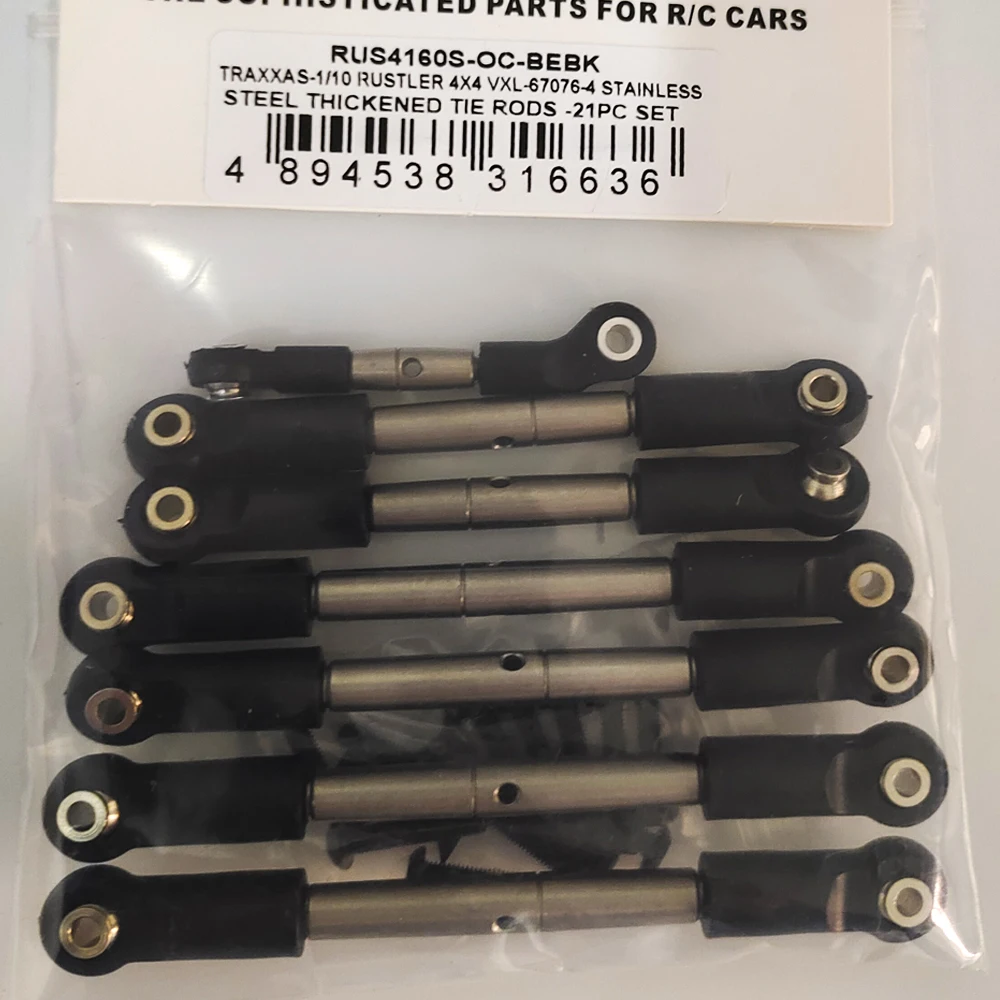 SOPHISTICATED PARTS FOR R/C CARS
RUS4160S-OC-BEBK
TRAXXAS-1/10 RUSTLER 4X4 VXL-67076-4 STAINLESS
STEEL THICKENED TIE RODS -21PC SET
4 894538 316636